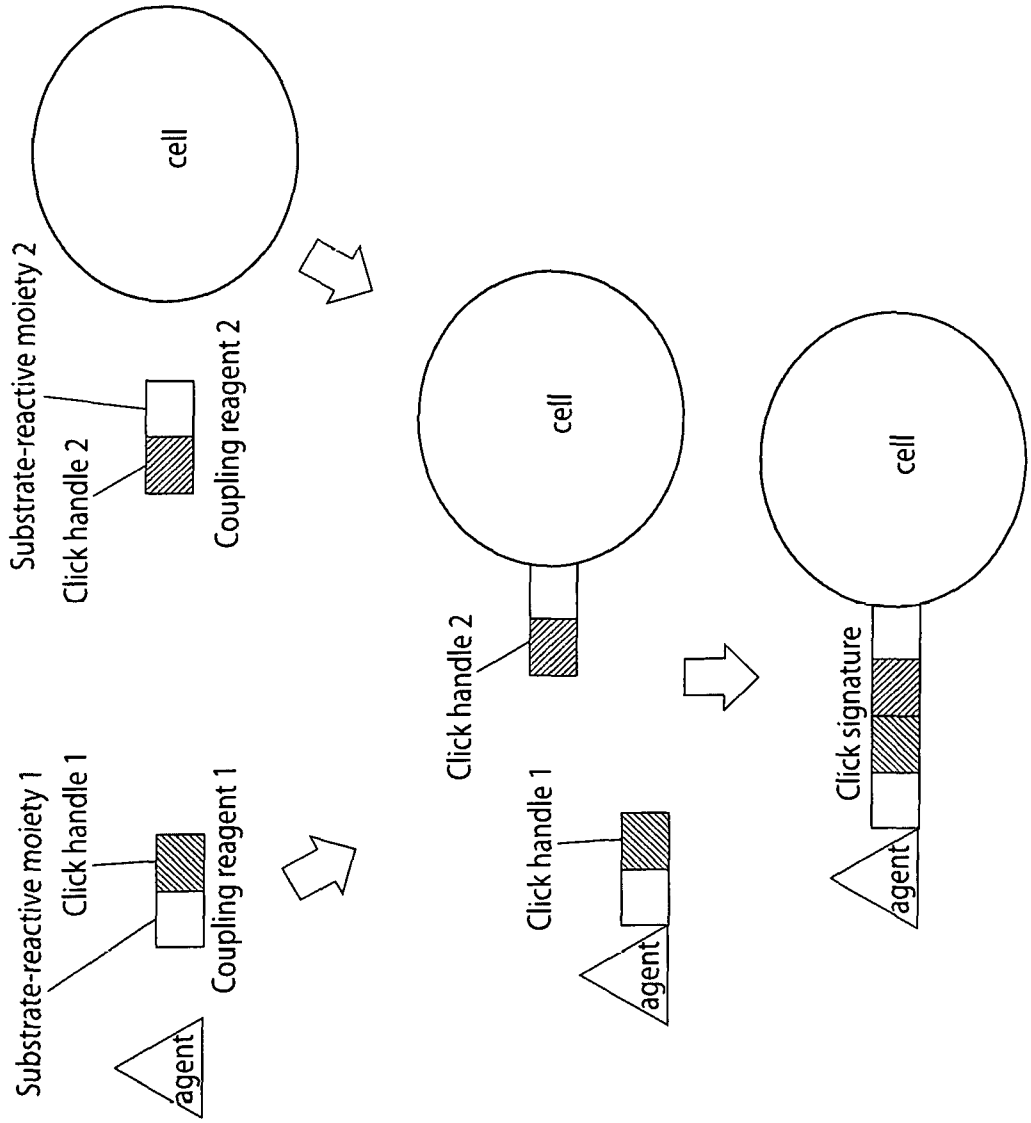 Substrate-reactive moiety 1
Click handle 1
agent
Coupling reagent 1
Substrate-reactive moiety 2
Click handle 2
Coupling reagent 2
cell
Click handle 1
agent
Click handle 2
cell
Click signature
agent
cell